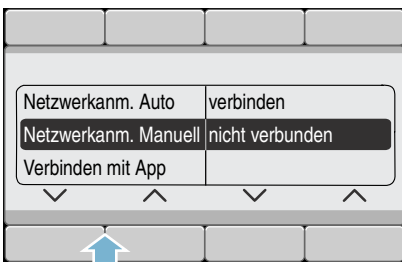 Netzwerkanm. Auto verbinden
Netzwerkanm. Manuell nicht verbunden
Verbinden mit App